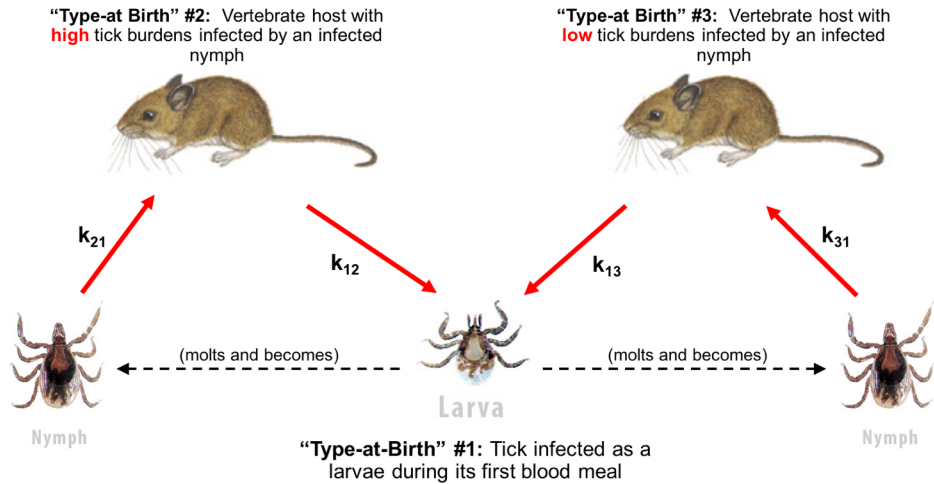 “Type-at Birth” #2: Vertebrate host with
high tick burdens infected by an infected
nymph
“Type-at Birth” #3: Vertebrate host with
low tick burdens infected by an infected
nymph
k21
k12
k13
k31
(molts and becomes)
(molts and becomes)
Nymph
Larva
Nymph
“Type-at-Birth” #1: Tick infected as a
larvae during its first blood meal